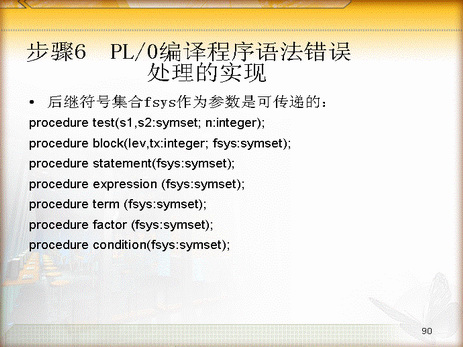 步骤6 PL/0编译程序语法错误
处理的实现
• 后继符号集合fsys作为参数是可传递的：
procedure test(s1,s2:symset; n:integer);
procedure block(lev,tx:integer; fsys:symset);
procedure statement(fsys:symset);
procedure expression (fsys:symset);
procedure term (fsys:symset);
procedure factor (fsys:symset);
procedure condition(fsys:symset);
90